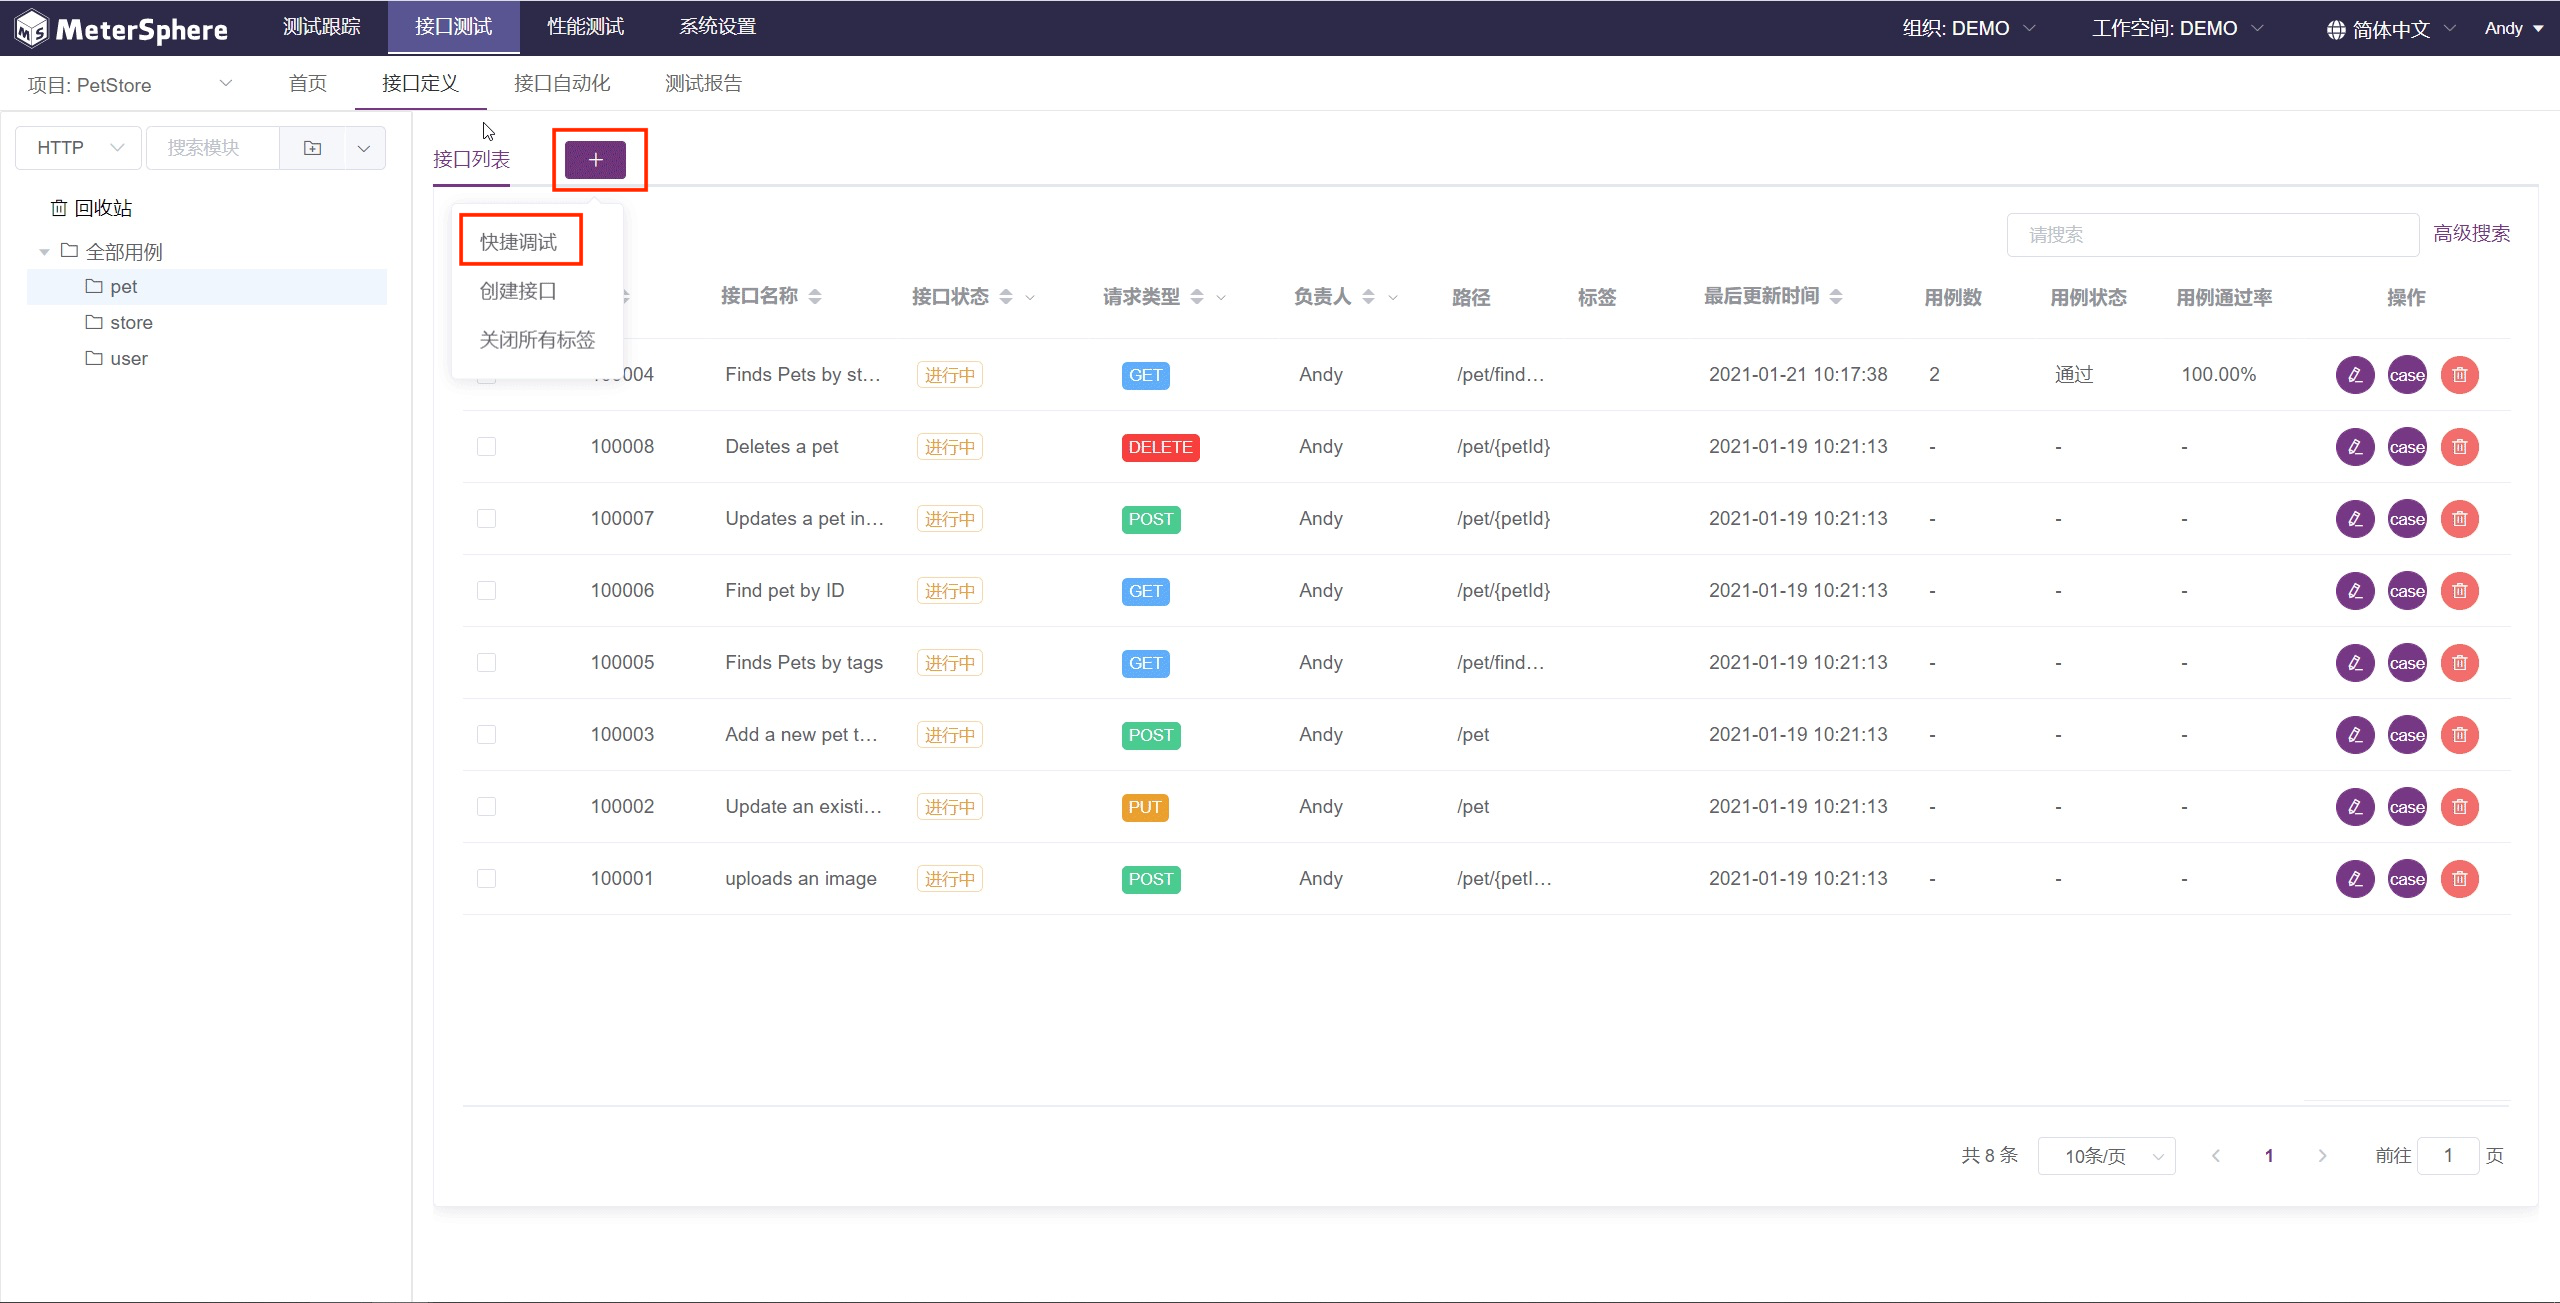 MeterSphere 测试跟踪 接口测试 性能测试 系统设置 组织: DEMO 工作空间: DEMO 简体中文 Andy
项目: PetStore 首页 接口定义 接口自动化 测试报告
HTTP 搜索模块
接口列表 +
回收站
全部用例
pet
store
user
快捷调试
创建接口
关闭所有标签
请搜索 高级搜索
接口名称 接口状态 请求类型 负责人 路径 标签 最后更新时间 用例数 用例状态 用例通过率 操作
004 Finds Pets by st... 进行中 GET Andy /pet/find... 2021-01-21 10:17:38 2 通过 100.00% case
100008 Deletes a pet 进行中 DELETE Andy /pet/{petId} 2021-01-19 10:21:13 - - - case
100007 Updates a pet in... 进行中 POST Andy /pet/{petId} 2021-01-19 10:21:13 - - - case
100006 Find pet by ID 进行中 GET Andy /pet/{petId} 2021-01-19 10:21:13 - - - case
100005 Finds Pets by tags 进行中 GET Andy /pet/find... 2021-01-19 10:21:13 - - - case
100003 Add a new pet t... 进行中 POST Andy /pet 2021-01-19 10:21:13 - - - case
100002 Update an existi... 进行中 PUT Andy /pet 2021-01-19 10:21:13 - - - case
100001 uploads an image 进行中 POST Andy /pet/{petI... 2021-01-19 10:21:13 - - - case
共 8 条 10条/页 1 前往 1 页